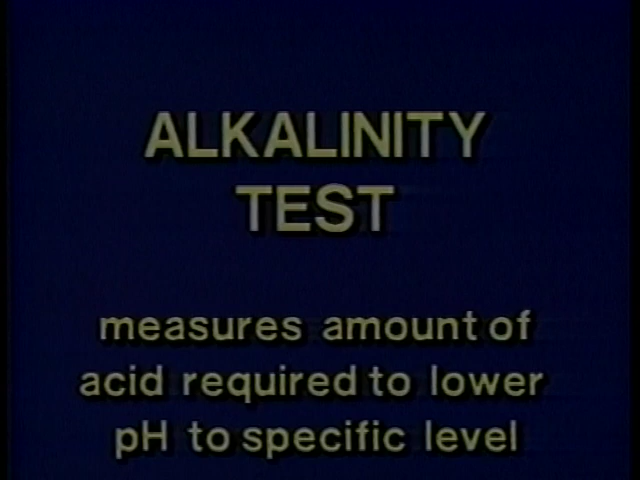 ALKALINITY
TEST
measures amount of
acid required to lower
pH to specific level